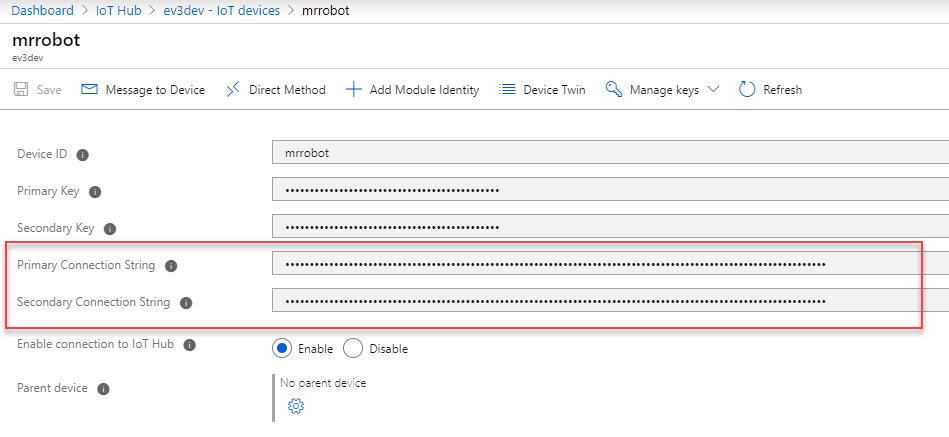 Dashboard > IoT Hub > ev3dev - IoT devices > mrrobot
mrrobot
ev3dev
Save Message to Device Direct Method Add Module Identity Device Twin Manage keys Refresh
Device ID mrrobot
Primary Key •••••••••••••••••••••••••••••••••••••••••••
Secondary Key •••••••••••••••••••••••••••••••••••••••••••
Primary Connection String ••••••••••••••••••••••••••••••••••••••••••••••••••••••••••••••••••••••••••••••••••••••••••••••••••••••••••••
Secondary Connection String ••••••••••••••••••••••••••••••••••••••••••••••••••••••••••••••••••••••••••••••••••••••••••••••••••••••••••••
Enable connection to IoT Hub Enable Disable
Parent device No parent device